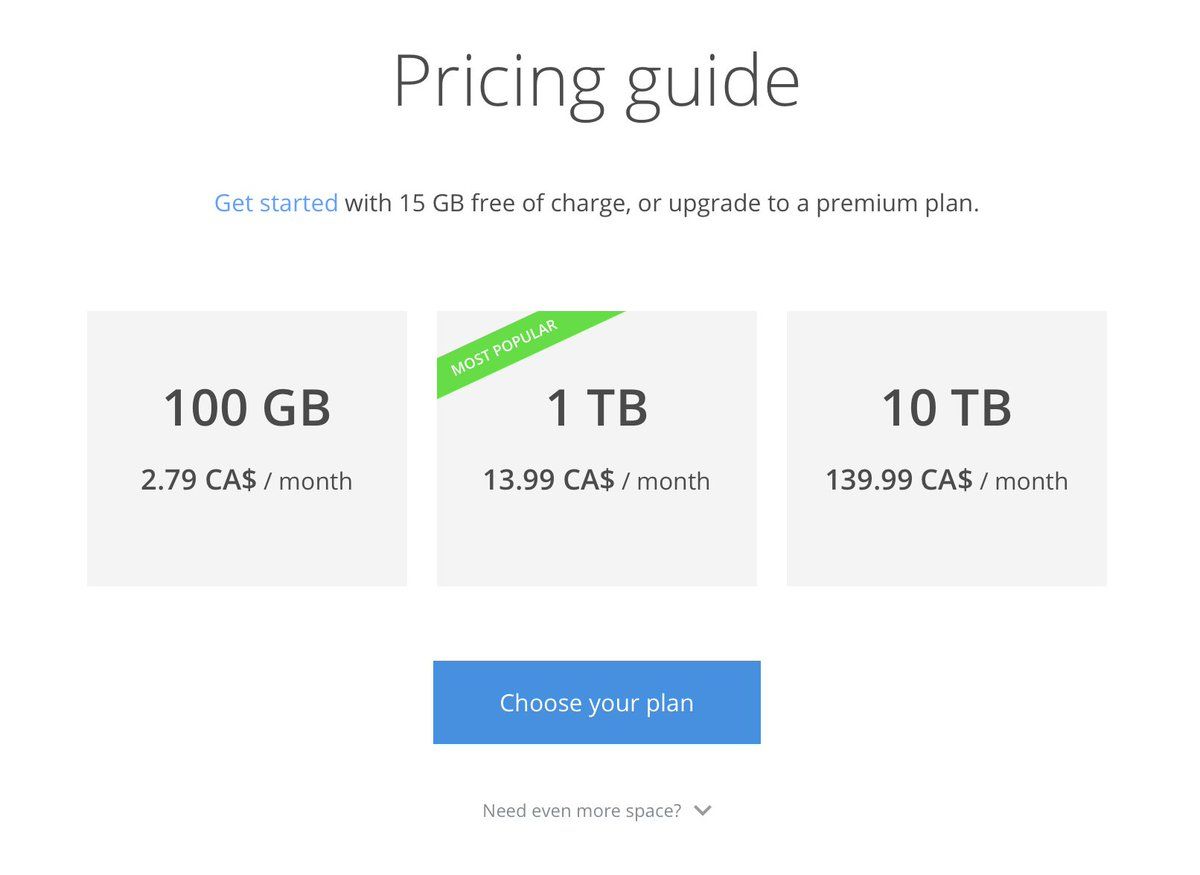 Pricing guide
Get started with 15 GB free of charge, or upgrade to a premium plan.
MOST POPULAR
100 GB
2.79 CA$ / month
1 TB
13.99 CA$ / month
10 TB
139.99 CA$ / month
Choose your plan
Need even more space?